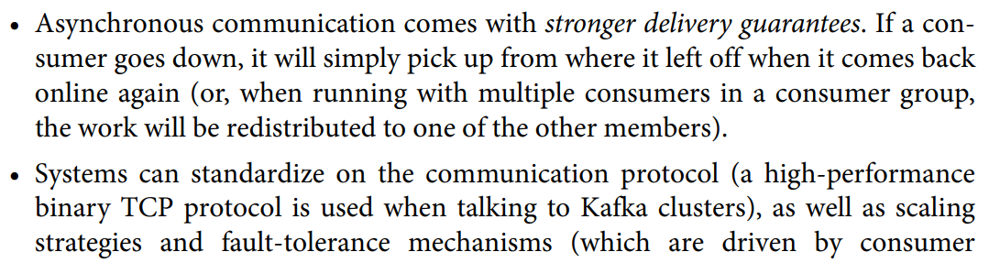 • Asynchronous communication comes with stronger delivery guarantees. If a con-
sumer goes down, it will simply pick up from where it left off when it comes back
online again (or, when running with multiple consumers in a consumer group,
the work will be redistributed to one of the other members).
• Systems can standardize on the communication protocol (a high-performance
binary TCP protocol is used when talking to Kafka clusters), as well as scaling
strategies and fault-tolerance mechanisms (which are driven by consumer